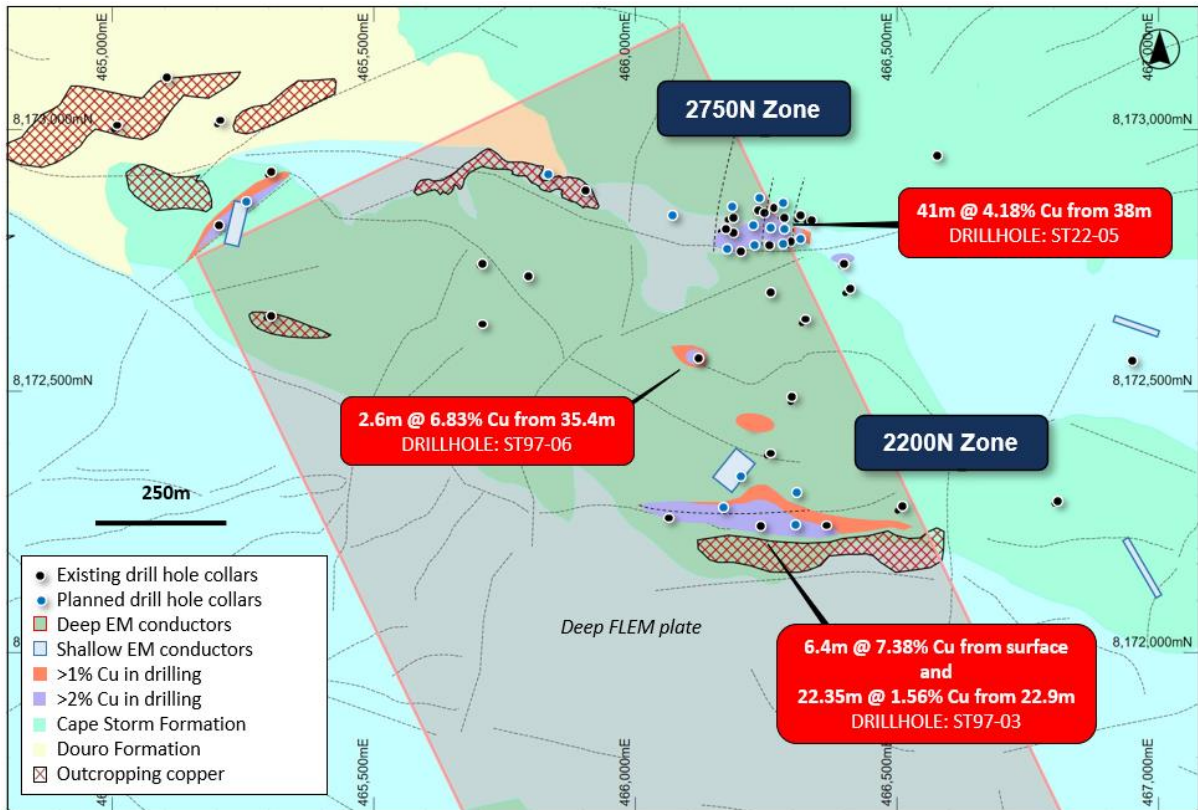 465,000mE
465,500mE
466,000mE
466,500mE
467,000mE
8,173,000mN
8,173,000mN
2750N Zone
41m @ 4.18% Cu from 38m
DRILLHOLE: ST22-05
8,172,500mN
8,172,500mN
2.6m @ 6.83% Cu from 35.4m
DRILLHOLE: ST97-06
2200N Zone
250m
Existing drill hole collars
Planned drill hole collars
Deep EM conductors
Shallow EM conductors
>1% Cu in drilling
>2% Cu in drilling
Cape Storm Formation
Douro Formation
Outcropping copper
Deep FLEM plate
6.4m @ 7.38% Cu from surface
and
22.35m @ 1.56% Cu from 22.9m
DRILLHOLE: ST97-03
8,172,000mN
465,500mE
466,000mE
466,500mE
467,000mE